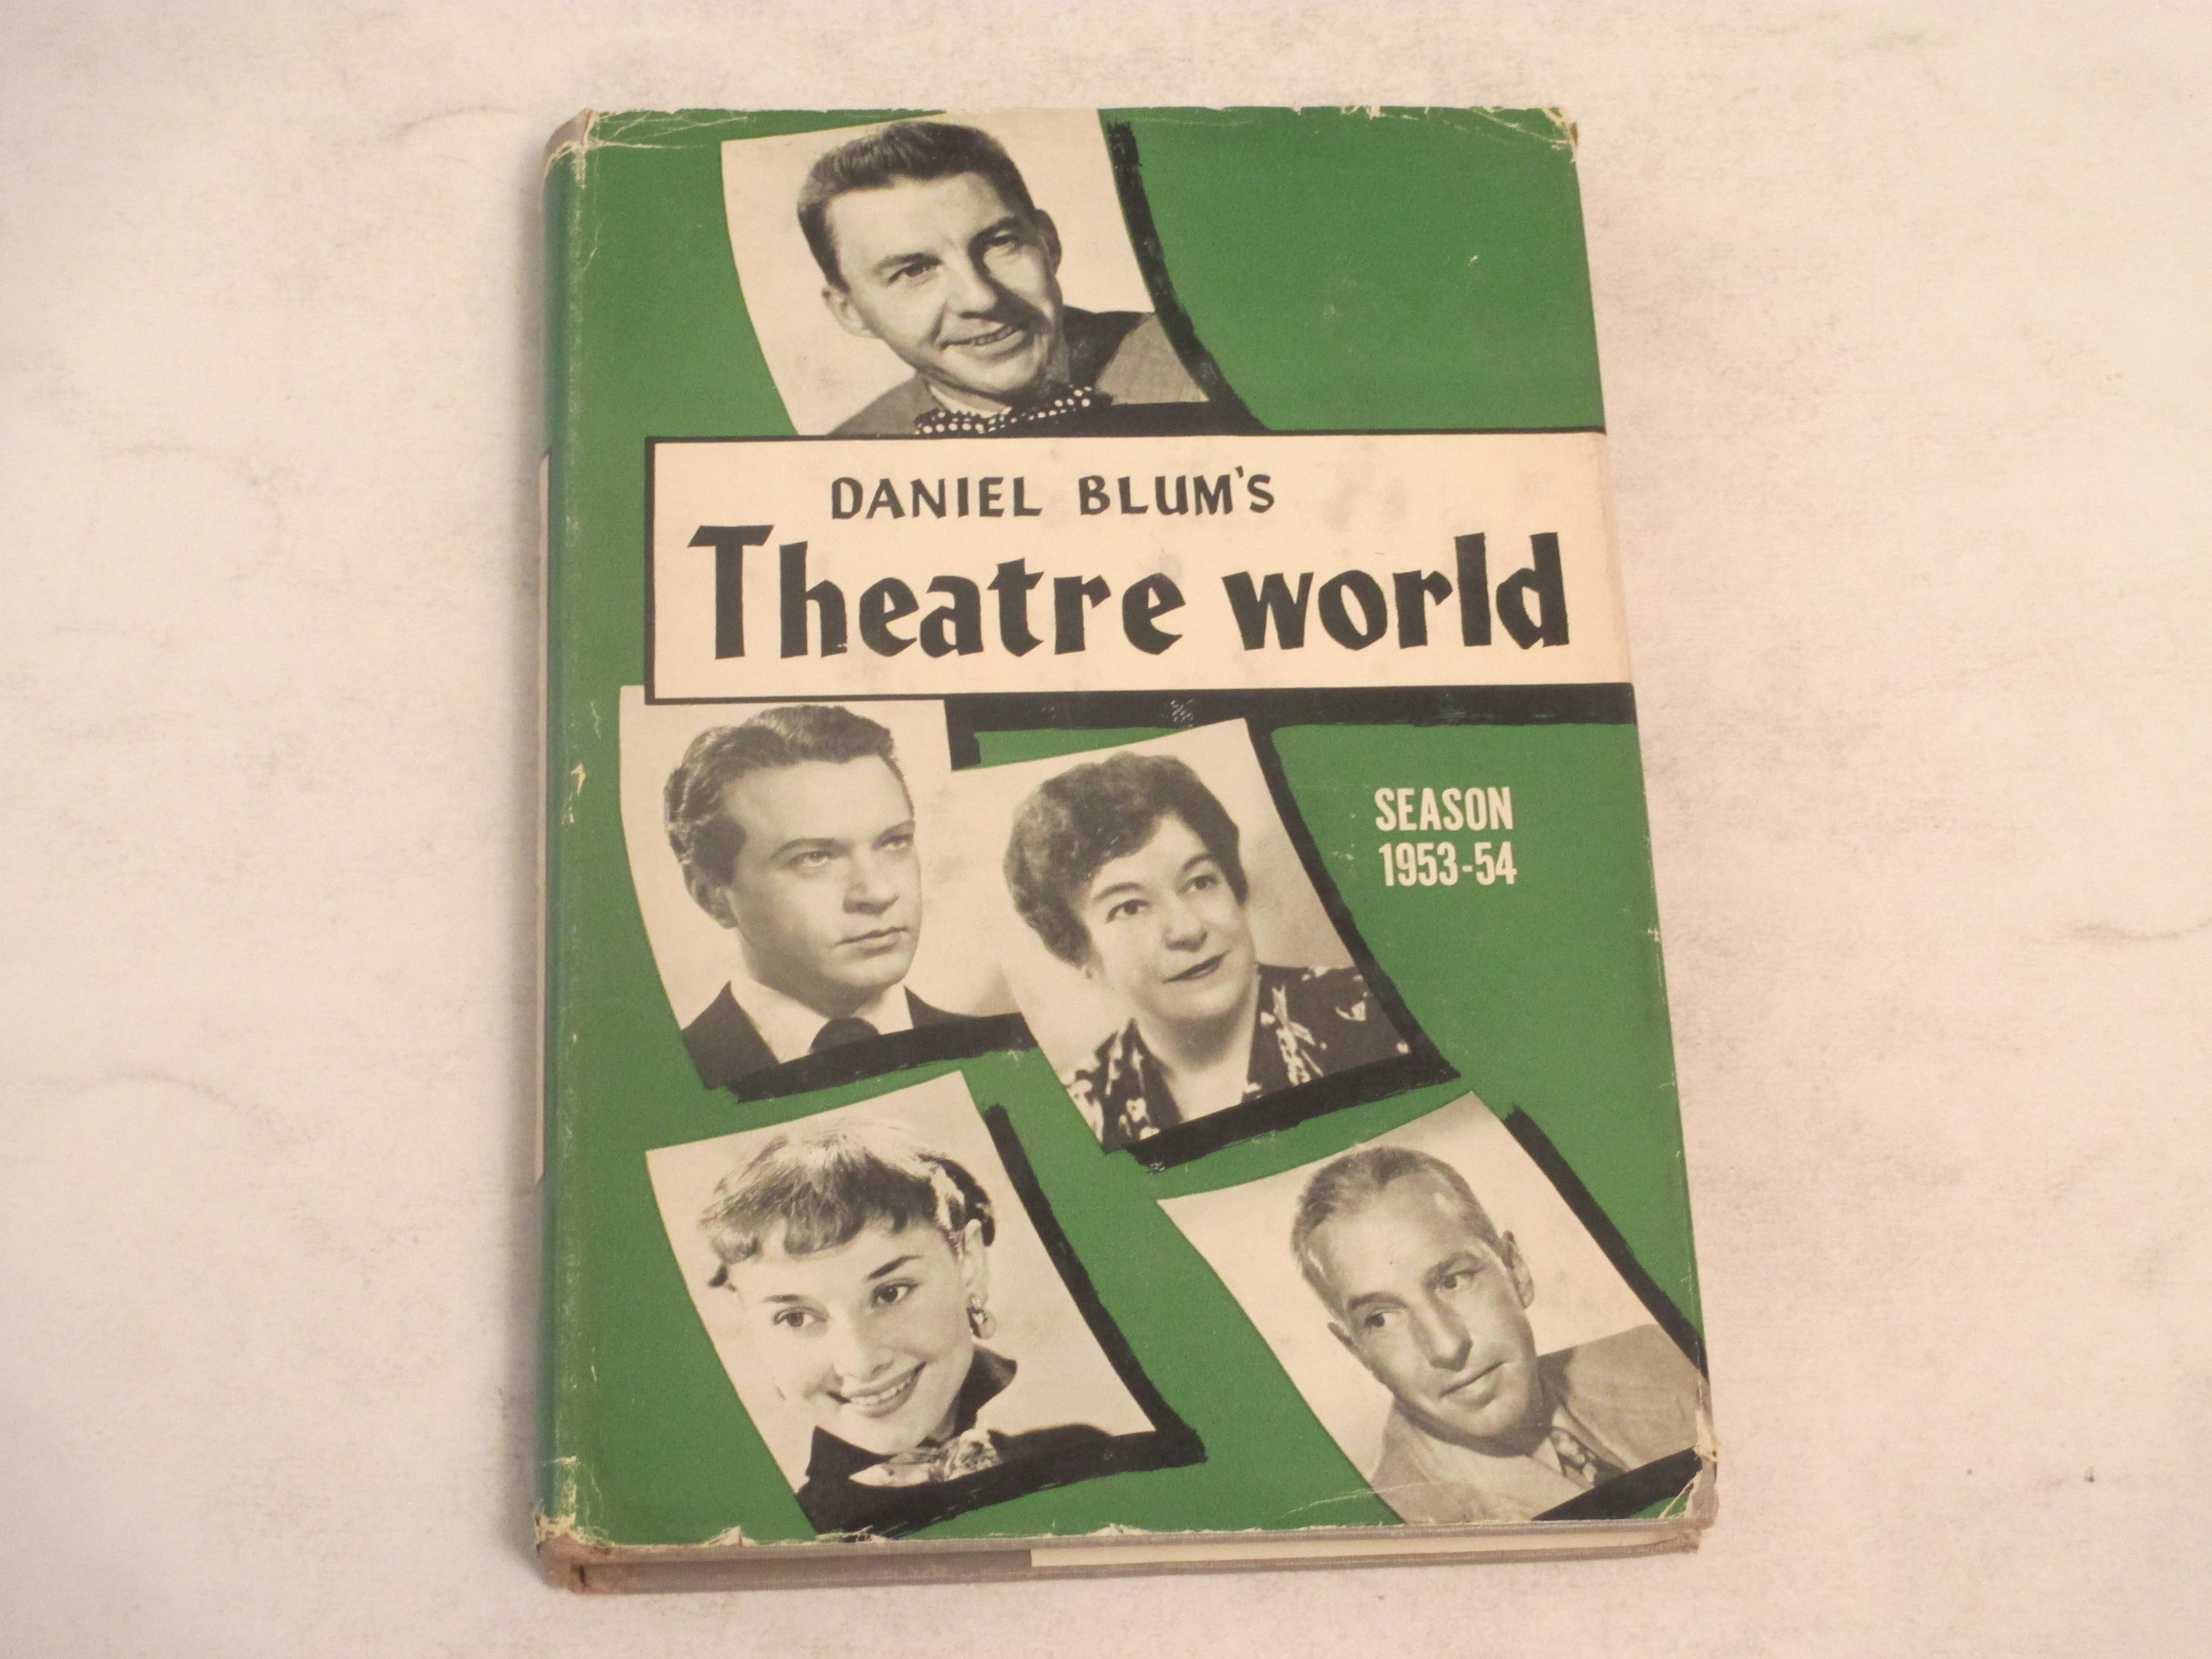 DANIEL BLUM'S
Theatre world
SEASON
1953-54